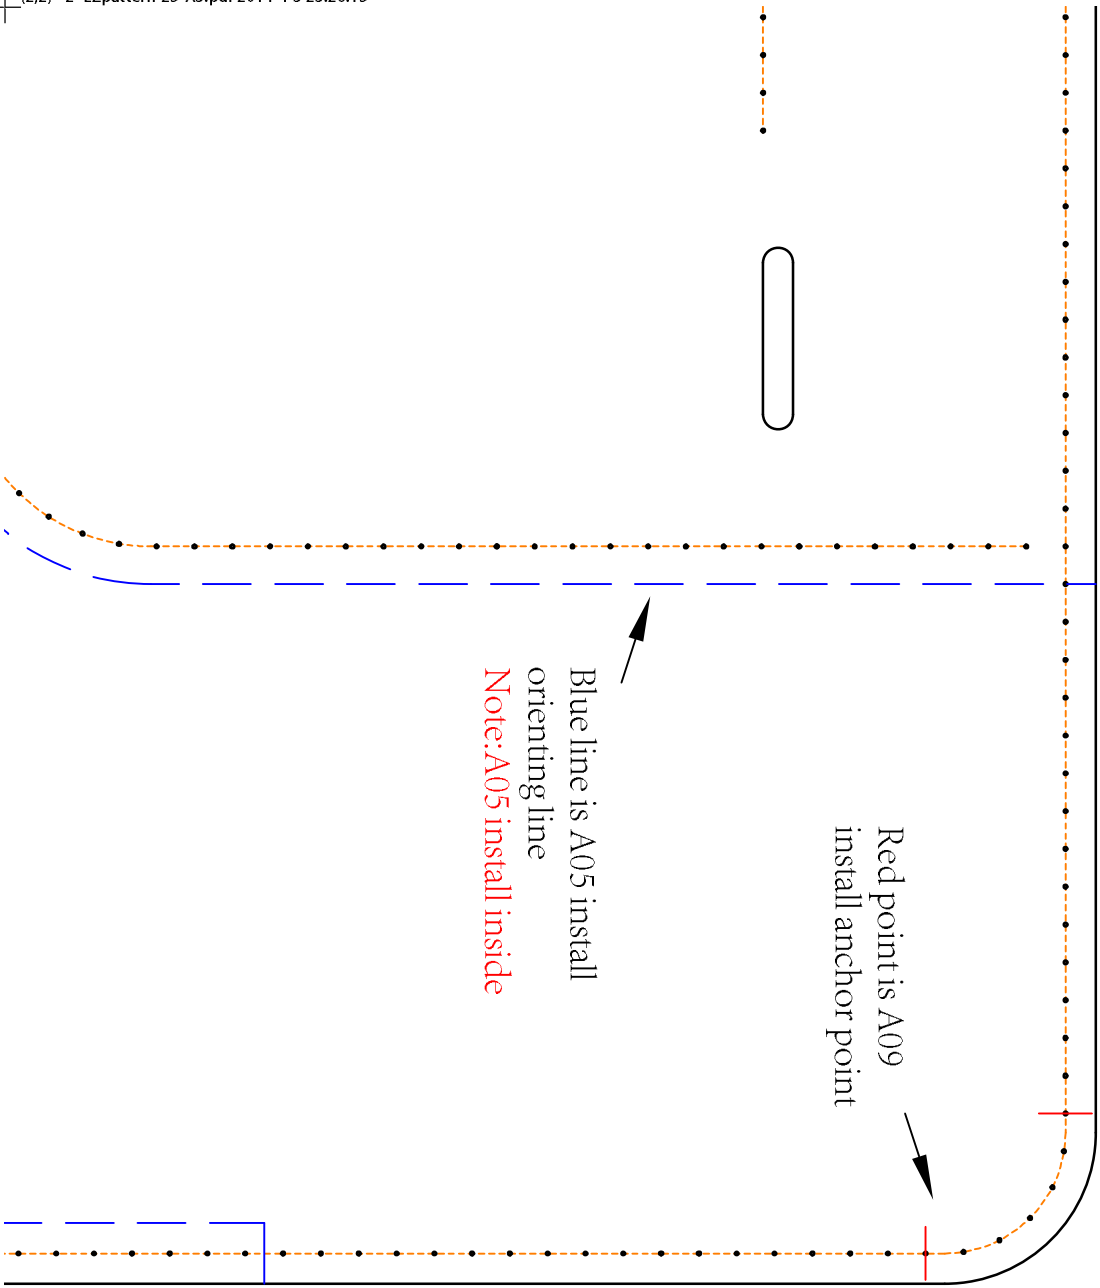 Blue line is A05 install
orienting line
Note:A05 install inside
Red point is A09
install anchor point